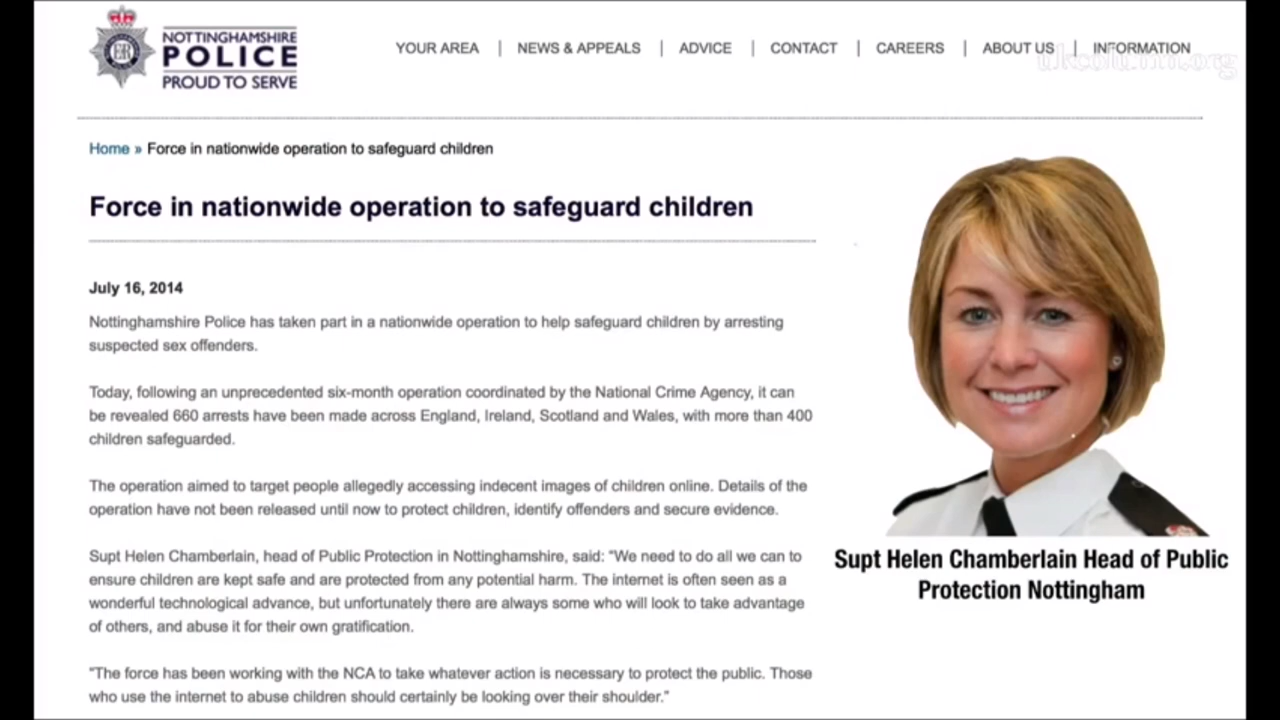 NOTTINGHAMSHIRE
POLICE
PROUD TO SERVE
YOUR AREA | NEWS & APPEALS | ADVICE | CONTACT | CAREERS | ABOUT US | INFORMATION
ukcolumn.org
Home » Force in nationwide operation to safeguard children
Force in nationwide operation to safeguard children
July 16, 2014
Nottinghamshire Police has taken part in a nationwide operation to help safeguard children by arresting
suspected sex offenders.
Today, following an unprecedented six-month operation coordinated by the National Crime Agency, it can
be revealed 660 arrests have been made across England, Ireland, Scotland and Wales, with more than 400
children safeguarded.
The operation aimed to target people allegedly accessing indecent images of children online. Details of the
operation have not been released until now to protect children, identify offenders and secure evidence.
Supt Helen Chamberlain, head of Public Protection in Nottinghamshire, said: “We need to do all we can to
ensure children are kept safe and are protected from any potential harm. The internet is often seen as a
wonderful technological advance, but unfortunately there are always some who will look to take advantage
of others, and abuse it for their own gratification.
"The force has been working with the NCA to take whatever action is necessary to protect the public. Those
who use the internet to abuse children should certainly be looking over their shoulder.”
Supt Helen Chamberlain Head of Public
Protection Nottingham